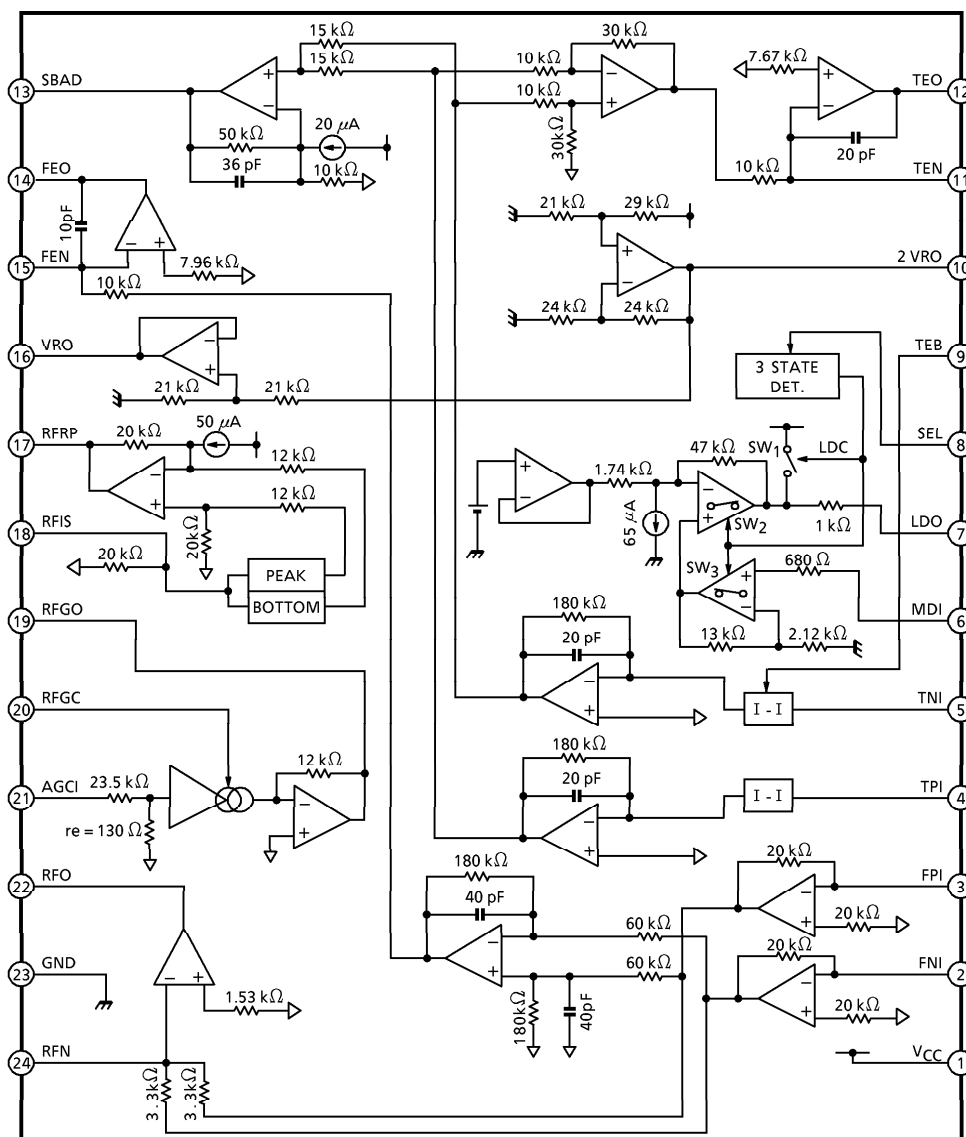 15 kΩ
15 kΩ
30 kΩ
10 kΩ
10 kΩ
30kΩ
7.67 kΩ
13 SBAD
TEO 12
50 kΩ
20 μA
36 pF
10 kΩ
20 pF
10 kΩ
14 FEO
TEN 11
10pF
21 kΩ
29 kΩ
15 FEN
7.96 kΩ
10 kΩ
2 VRO 10
24 kΩ
24 kΩ
16 VRO
TEB 9
3 STATE
DET.
21 kΩ
21 kΩ
17 RFRP
20 kΩ
50 μA
12 kΩ
12 kΩ
20kΩ
SEL 8
47 kΩ
SW1
LDC
1.74 kΩ
65 μA
SW2
1 kΩ
LDO 7
18 RFIS
20 kΩ
PEAK
BOTTOM
SW3
680 Ω
MDI 6
13 kΩ
2.12 kΩ
19 RFGO
180 kΩ
20 pF
I - I
TNI 5
20 RFGC
12 kΩ
180 kΩ
20 pF
I - I
TPI 4
21 AGCI
23.5 kΩ
re = 130 Ω
22 RFO
180 kΩ
40 pF
60 kΩ
60 kΩ
180kΩ
40pF
20 kΩ
20 kΩ
FPI 3
20 kΩ
20 kΩ
FNI 2
23 GND
1.53 kΩ
24 RFN
3.3kΩ
3.3kΩ
VCC 1
− + − + − + − + − + − + − + − + − + − + − + − + − + − + − + − + − + − +